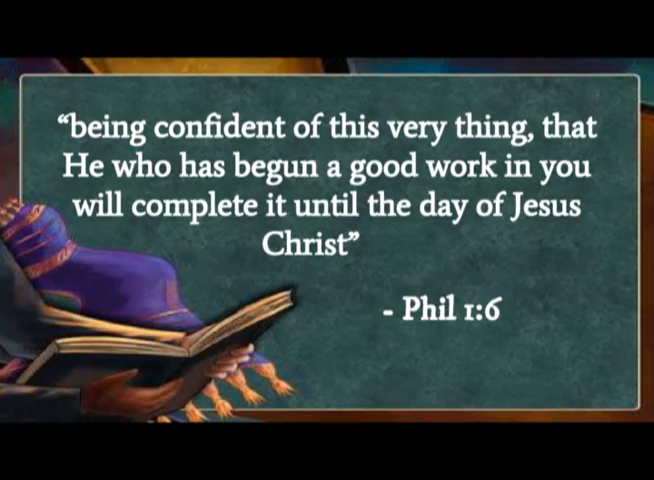 “being confident of this very thing, that
He who has begun a good work in you
will complete it until the day of Jesus
Christ”
- Phil 1:6